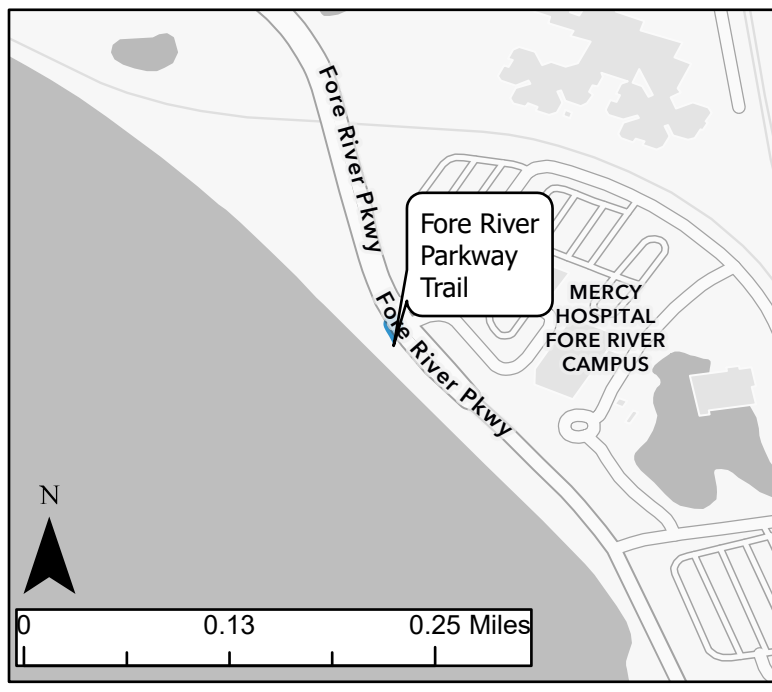 Fore River Pkwy
Fore River
Parkway
Trail
MERCY
HOSPITAL
FORE RIVER
CAMPUS
Fore River Pkwy
N
0 0.13 0.25 Miles